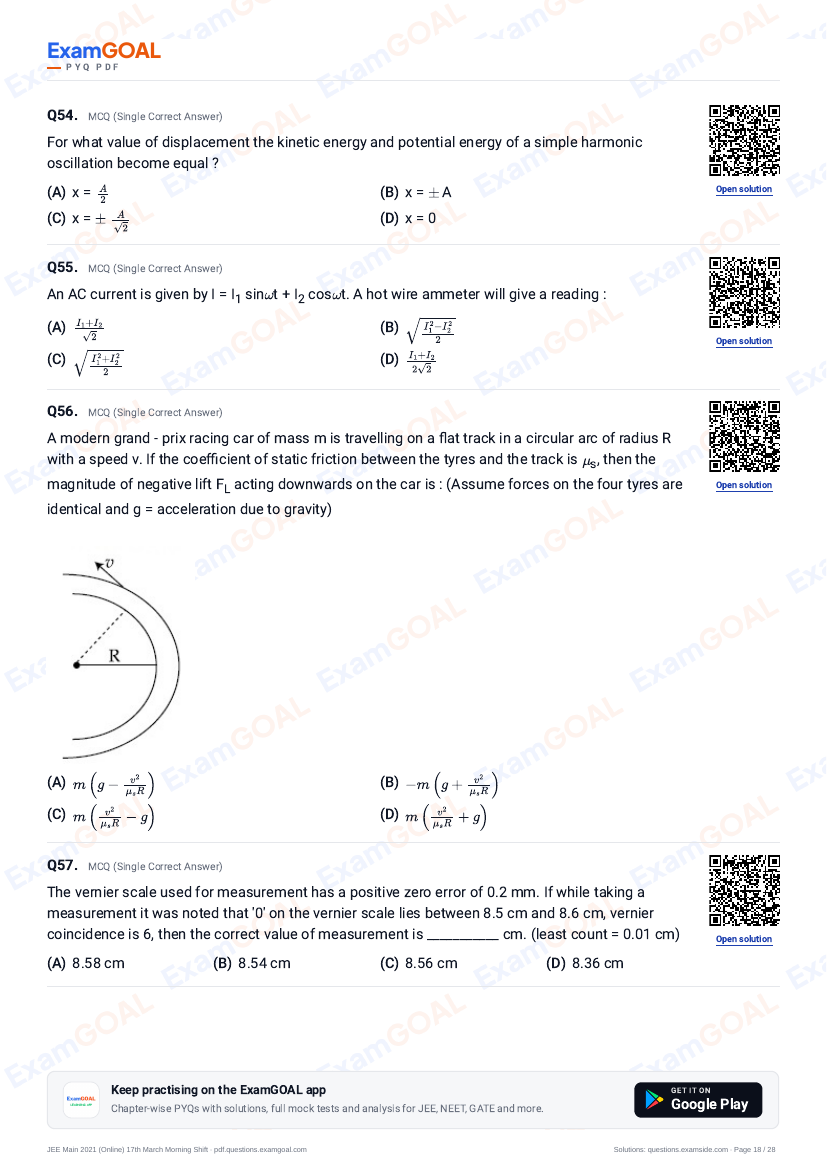 ExamGOAL
PYQ PDF
Q54. MCQ (Single Correct Answer)
For what value of displacement the kinetic energy and potential energy of a simple harmonic
oscillation become equal ?
(A) x = A/2 (B) x = ± A
(C) x = ± A/√2 (D) x = 0
Open solution
Q55. MCQ (Single Correct Answer)
An AC current is given by I = I₁ sinωt + I₂ cosωt. A hot wire ammeter will give a reading :
(A) (I₁+I₂)/√2 (B) √((I₁²−I₂²)/2)
(C) √((I₁²+I₂²)/2) (D) (I₁+I₂)/(2√2)
Open solution
Q56. MCQ (Single Correct Answer)
A modern grand - prix racing car of mass m is travelling on a flat track in a circular arc of radius R
with a speed v. If the coefficient of static friction between the tyres and the track is μₛ, then the
magnitude of negative lift F_L acting downwards on the car is : (Assume forces on the four tyres are
identical and g = acceleration due to gravity)
Open solution
v
R
(A) m(g − v²/(μₛR)) (B) −m(g + v²/(μₛR))
(C) m(v²/(μₛR) − g) (D) m(v²/(μₛR) + g)
Q57. MCQ (Single Correct Answer)
The vernier scale used for measurement has a positive zero error of 0.2 mm. If while taking a
measurement it was noted that '0' on the vernier scale lies between 8.5 cm and 8.6 cm, vernier
coincidence is 6, then the correct value of measurement is __________ cm. (least count = 0.01 cm)
(A) 8.58 cm (B) 8.54 cm (C) 8.56 cm (D) 8.36 cm
Open solution
ExamGOAL
Keep practising on the ExamGOAL app
Chapter-wise PYQs with solutions, full mock tests and analysis for JEE, NEET, GATE and more.
GET IT ON
Google Play
JEE Main 2021 (Online) 17th March Morning Shift · pdf.questions.examgoal.com
Solutions: questions.examside.com · Page 18 / 28